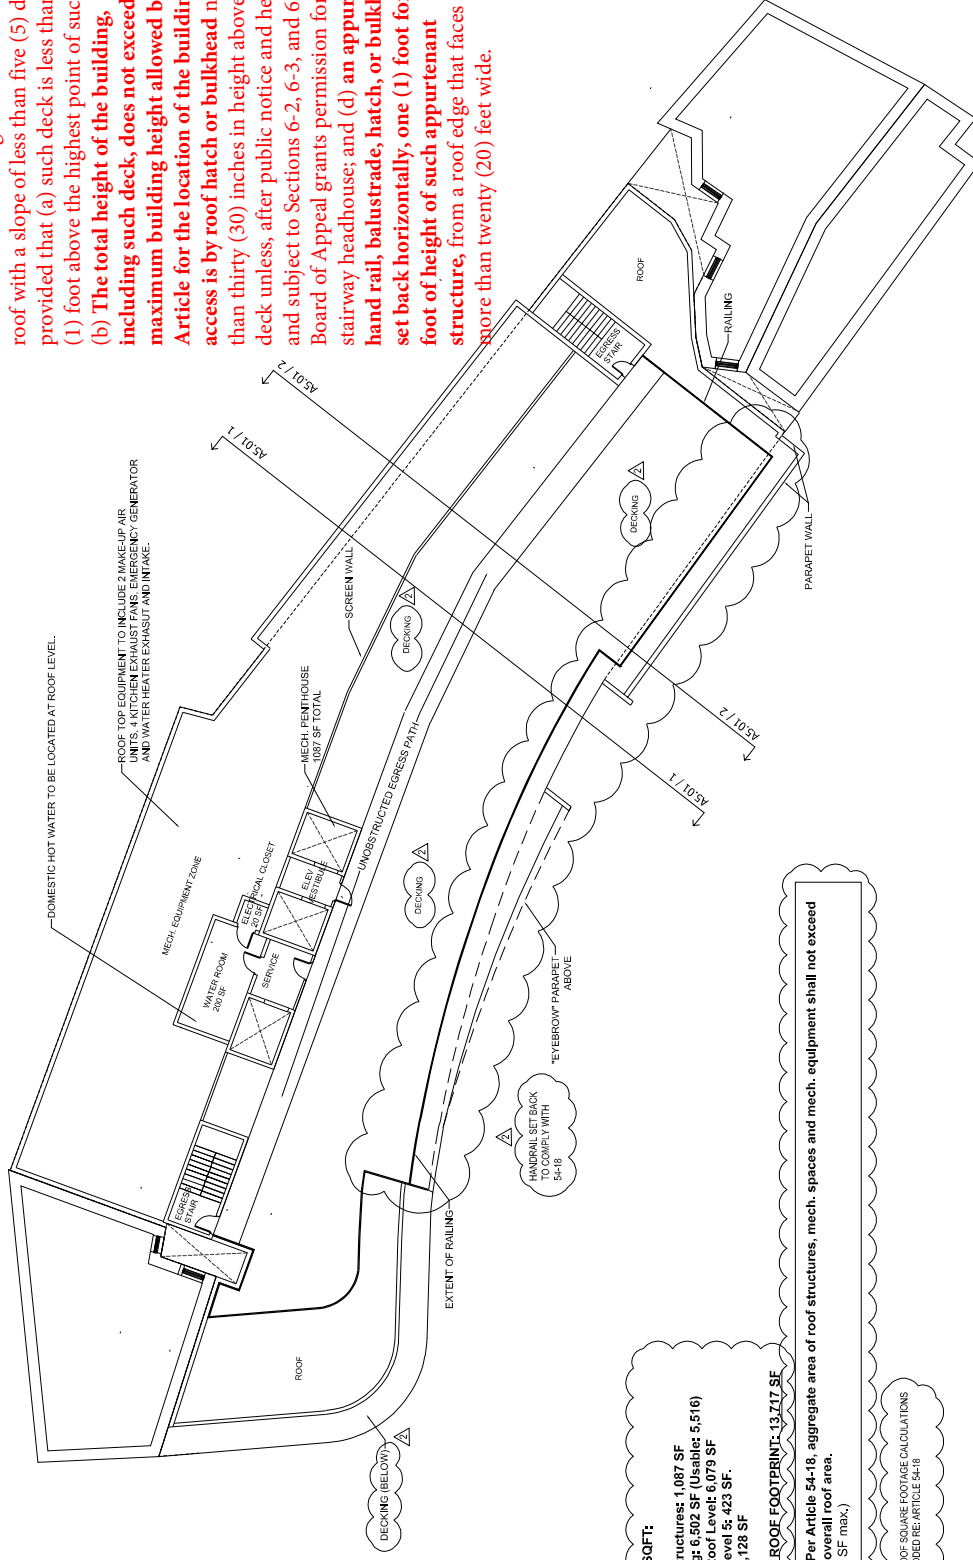 roof with a slope of less than five (5) d
provided that (a) such deck is less than
(1) foot above the highest point of suc
(b) The total height of the building,
including such deck, does not exceed
maximum building height allowed b
Article for the location of the buildin
access is by roof hatch or bulkhead n
than thirty (30) inches in height above
deck unless, after public notice and he
and subject to Sections 6-2, 6-3, and 6
Board of Appeal grants permission for
stairway headhouse; and (d) an appur
hand rail, balustrade, hatch, or bulkh
set back horizontally, one (1) foot fo
foot of height of such appurtenant
structure, from a roof edge that faces
more than twenty (20) feet wide.
DOMESTIC HOT WATER TO BE LOCATED AT ROOF LEVEL.
ROOF TOP EQUIPMENT TO INCLUDE 2 MAKE-UP AIR
UNITS, 4 KITCHEN EXHAUST FANS, EMERGENCY GENERATOR
AND WATER HEATER EXHASUT AND INTAKE.
A5.01 / 1
A5.01 / 2
SCREEN WALL
MECH. PENTHOUSE
1087 SF TOTAL
MECH. EQUIPMENT ZONE
WATER ROOM
200 SF
ELECTRICAL CLOSET
20 SF
SERVICE
ELEV
VESTIBULE
UNOBSTRUCTED EGRESS PATH
EGRESS
STAIR
EGRESS
STAIR
ROOF
RAILING
DECKING
2
DECKING
2
DECKING
2
PARAPET WALL
A5.01 / 2
A5.01 / 1
"EYEBROW" PARAPET
ABOVE
2
HANDRAIL SET BACK
TO COMPLY WITH
54-18
EXTENT OF RAILING
ROOF
DECKING (BELOW)
2
SQFT:
ructures: 1,087 SF
g: 6,502 SF (Usable: 5,516)
oof Level: 6,079 SF
evel 5: 423 SF.
,128 SF
ROOF FOOTPRINT: 13,717 SF
Per Article 54-18, aggregate area of roof structures, mech. spaces and mech. equipment shall not exceed
overall roof area.
SF max.)
OOF SQUARE FOOTAGE CALCULATIONS
DDED RE: ARTICLE 54-18